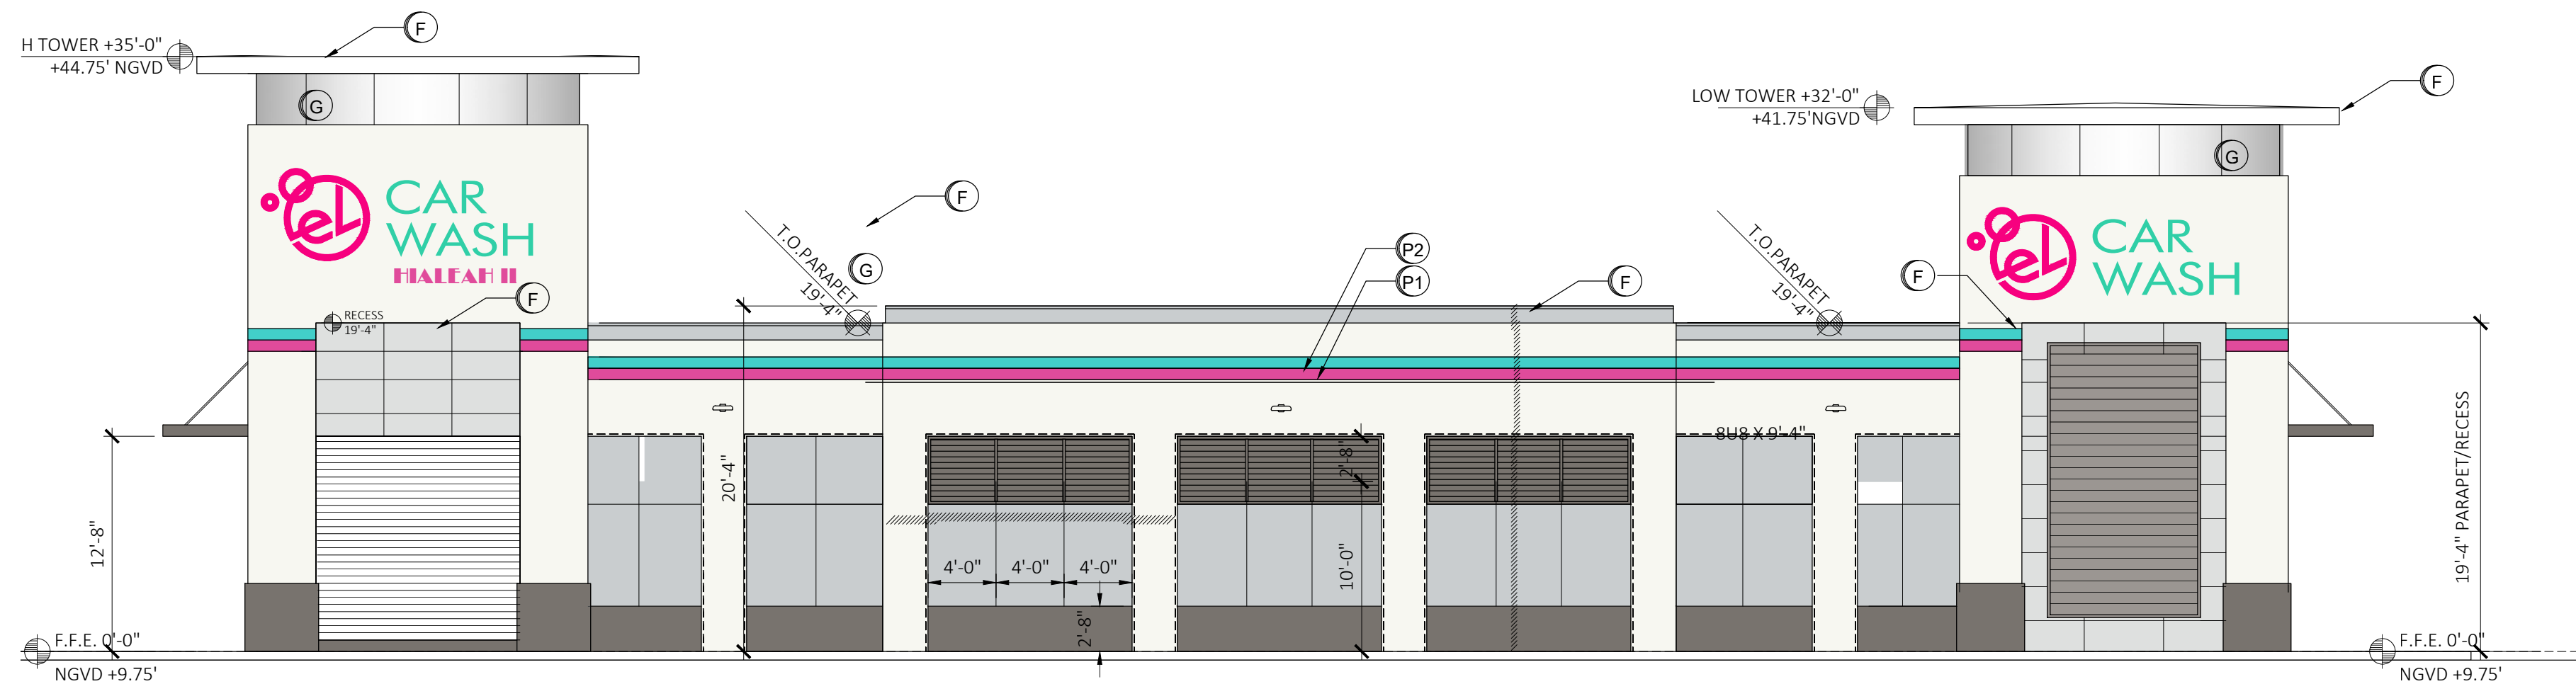 F
H TOWER +35'-0"
+44.75' NGVD
G
eL
CAR
WASH
HIALEAH II
F
RECESS
19'-4"
12'-8"
F.F.E. 0'-0"
NGVD +9.75'
F
T.O.PARAPET
19'-4"
G
20'-4"
P2
P1
F
4'-0"
4'-0"
4'-0"
2'-8"
2'-8"
10'-0"
T.O.PARAPET
19'-4"
8U8 X 9'-4"
LOW TOWER +32'-0"
+41.75'NGVD
F
G
eL
CAR
WASH
F
19'-4" PARAPET/RECESS
F.F.E. 0'-0"
NGVD +9.75'